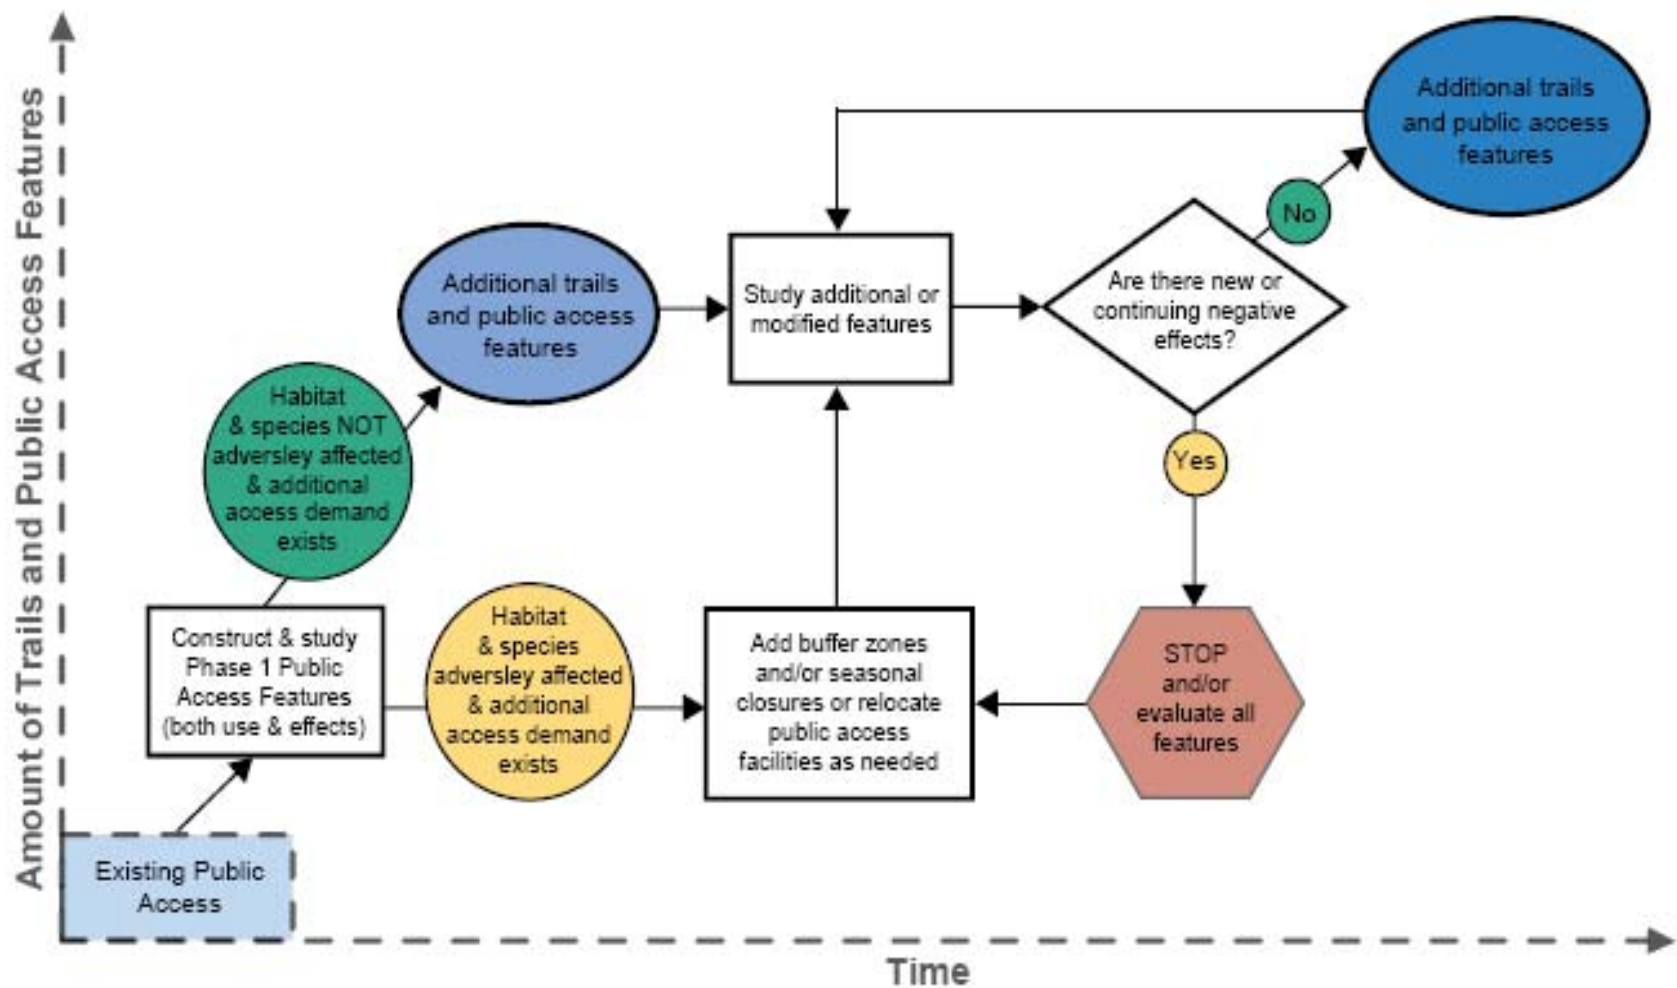 Amount of Trails and Public Access Features
Additional trails
and public access
features
No
Additional trails
and public access
features
Study additional or
modified features
Are there new or
continuing negative
effects?
Habitat
& species NOT
adversley affected
& additional
access demand
exists
Yes
Construct & study
Phase 1 Public
Access Features
(both use & effects)
Habitat
& species
adversley affected
& additional
access demand
exists
Add buffer zones
and/or seasonal
closures or relocate
public access
facilities as needed
STOP
and/or
evaluate all
features
Existing Public
Access
Time